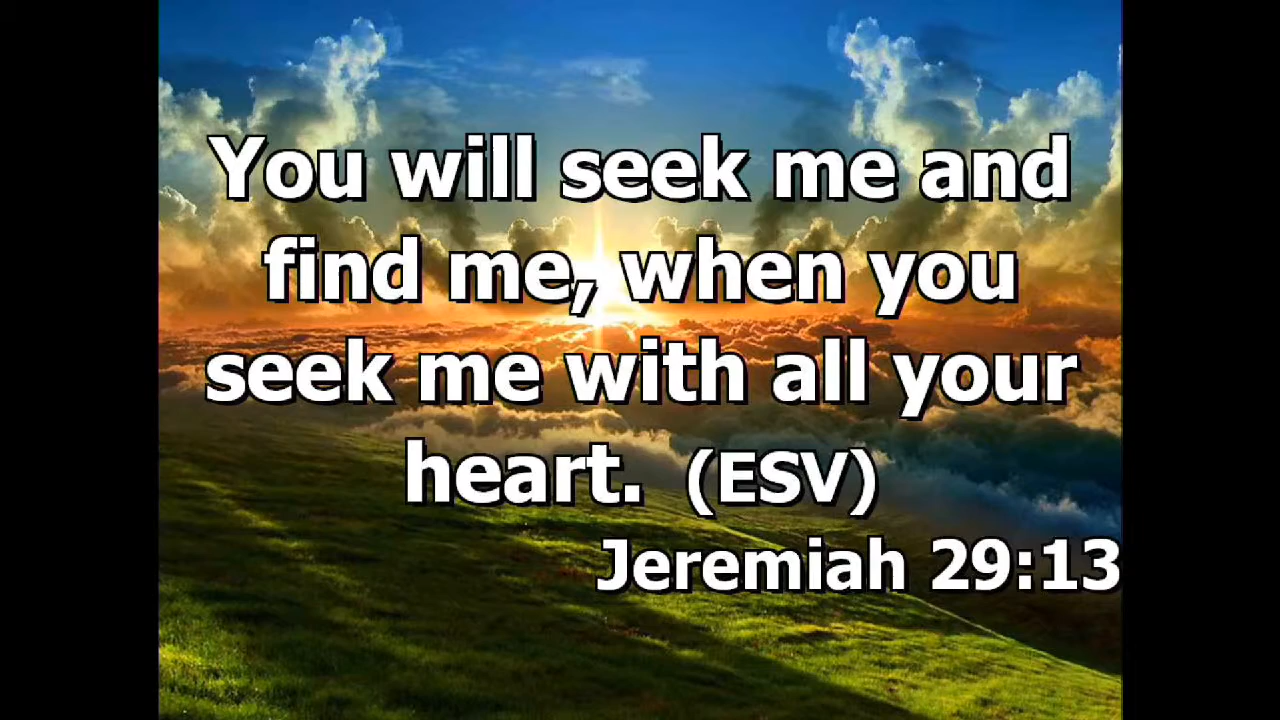 You will seek me and
find me, when you
seek me with all your
heart. (ESV)
Jeremiah 29:13